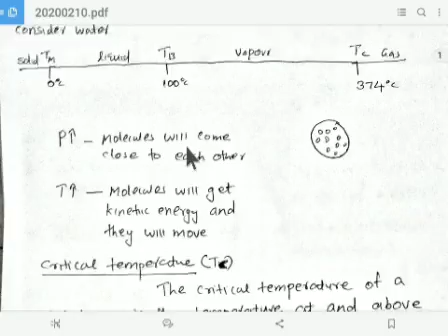 20200210.pdf
consider water
solid TM liquid TB vapour TC GAS
0°C 100°C 374°C
P↑ - Molecules will come
close to each other
T↑ - Molecules will get
kinetic energy and
they will move
Critical temperature (TC)
The critical temperature of a
temperature at and above